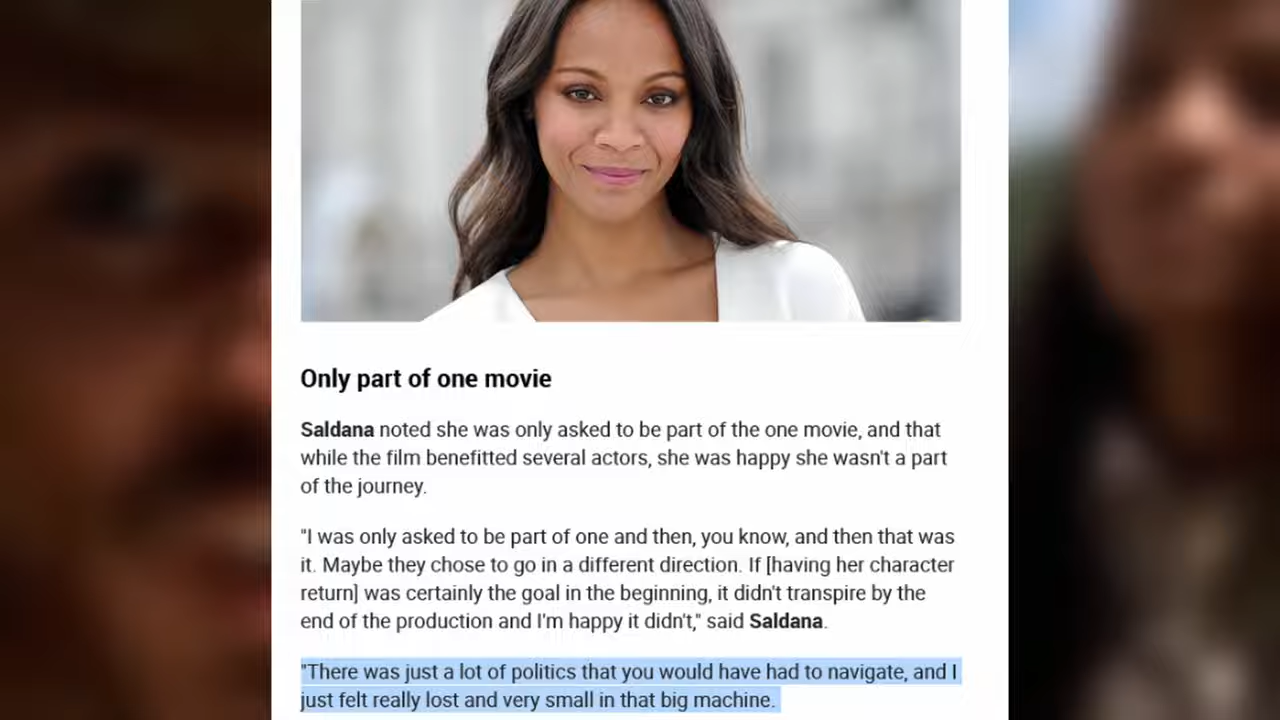 Only part of one movie
Saldana noted she was only asked to be part of the one movie, and that
while the film benefitted several actors, she was happy she wasn't a part
of the journey.
"I was only asked to be part of one and then, you know, and then that was
it. Maybe they chose to go in a different direction. If [having her character
return] was certainly the goal in the beginning, it didn't transpire by the
end of the production and I'm happy it didn't," said Saldana.
"There was just a lot of politics that you would have had to navigate, and I
just felt really lost and very small in that big machine.